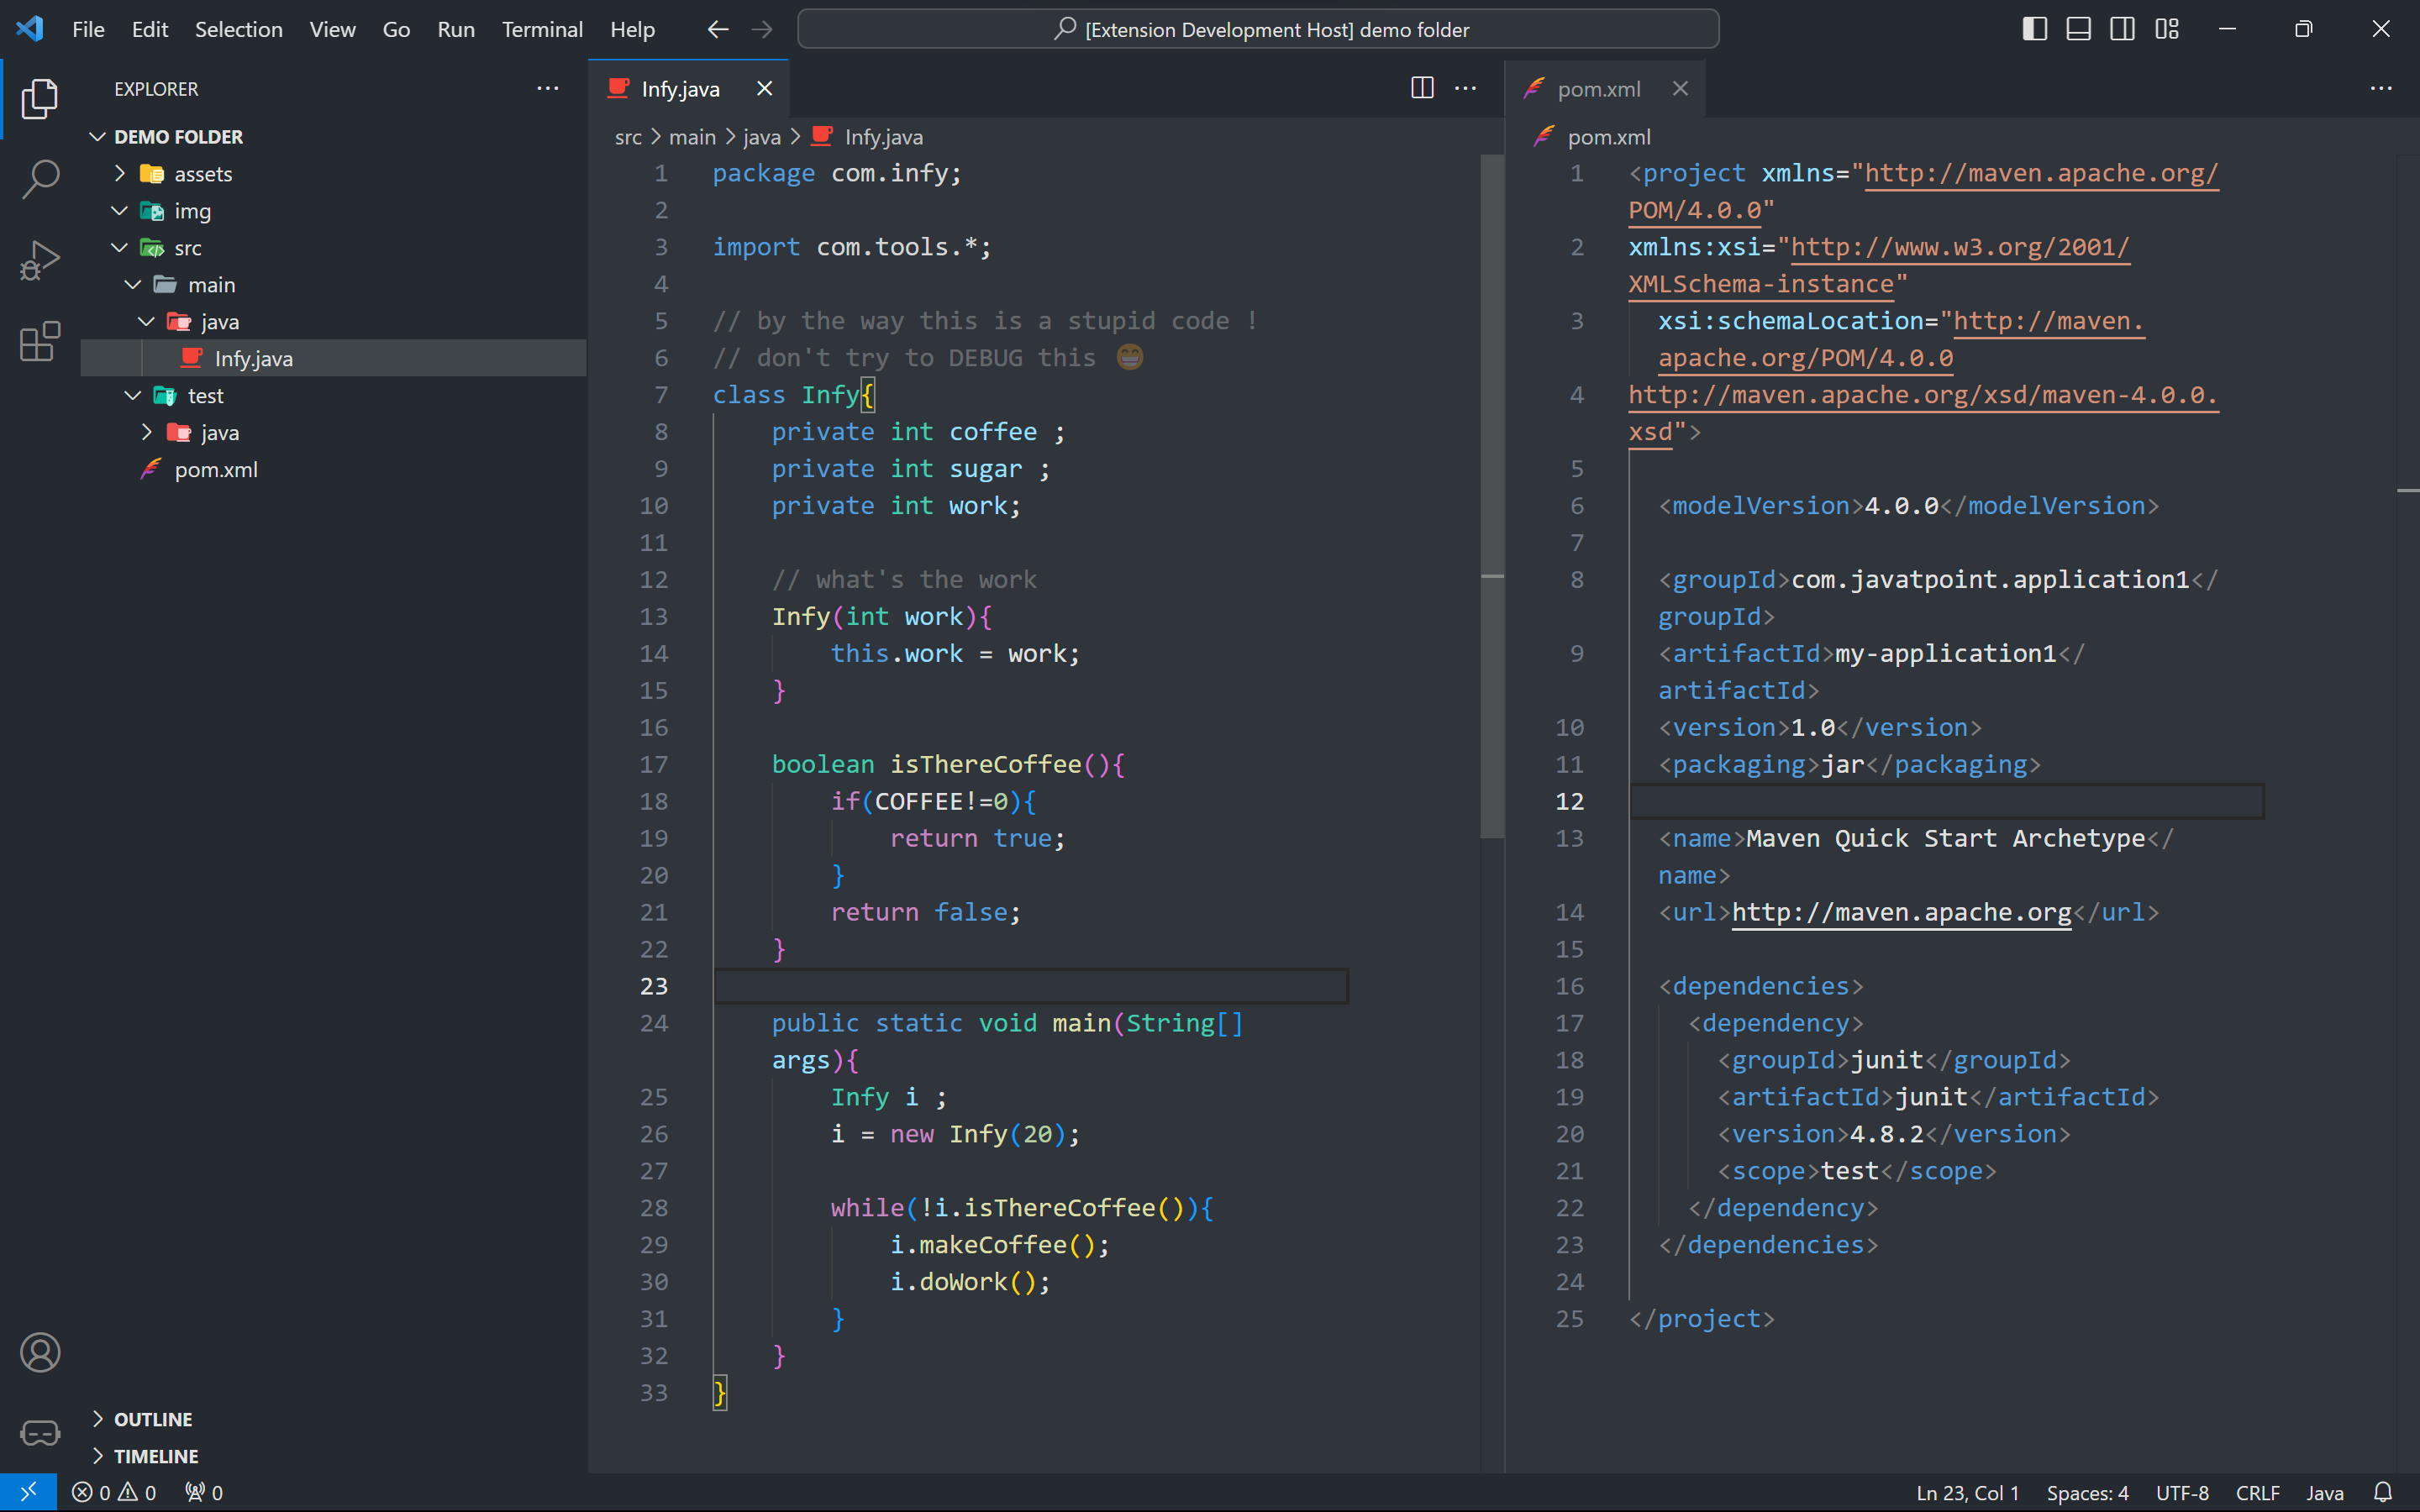 File Edit Selection View Go Run Terminal Help
[Extension Development Host] demo folder
EXPLORER
DEMO FOLDER
assets
img
src
main
java
Infy.java
test
java
pom.xml
OUTLINE
TIMELINE
Infy.java
src > main > java > Infy.java
1 package com.infy;
2
3 import com.tools.*;
4
5 // by the way this is a stupid code !
6 // don't try to DEBUG this 😁
7 class Infy{
8 private int coffee ;
9 private int sugar ;
10 private int work;
11
12 // what's the work
13 Infy(int work){
14 this.work = work;
15 }
16
17 boolean isThereCoffee(){
18 if(COFFEE!=0){
19 return true;
20 }
21 return false;
22 }
23
24 public static void main(String[]
args){
25 Infy i ;
26 i = new Infy(20);
27
28 while(!i.isThereCoffee()){
29 i.makeCoffee();
30 i.doWork();
31 }
32 }
33 }
pom.xml
pom.xml
1 <project xmlns="http://maven.apache.org/
POM/4.0.0"
2 xmlns:xsi="http://www.w3.org/2001/
XMLSchema-instance"
3 xsi:schemaLocation="http://maven.
apache.org/POM/4.0.0
4 http://maven.apache.org/xsd/maven-4.0.0.
xsd">
5
6 <modelVersion>4.0.0</modelVersion>
7
8 <groupId>com.javatpoint.application1</
groupId>
9 <artifactId>my-application1</
artifactId>
10 <version>1.0</version>
11 <packaging>jar</packaging>
12
13 <name>Maven Quick Start Archetype</
name>
14 <url>http://maven.apache.org</url>
15
16 <dependencies>
17 <dependency>
18 <groupId>junit</groupId>
19 <artifactId>junit</artifactId>
20 <version>4.8.2</version>
21 <scope>test</scope>
22 </dependency>
23 </dependencies>
24
25 </project>
0 0 0
Ln 23, Col 1 Spaces: 4 UTF-8 CRLF Java